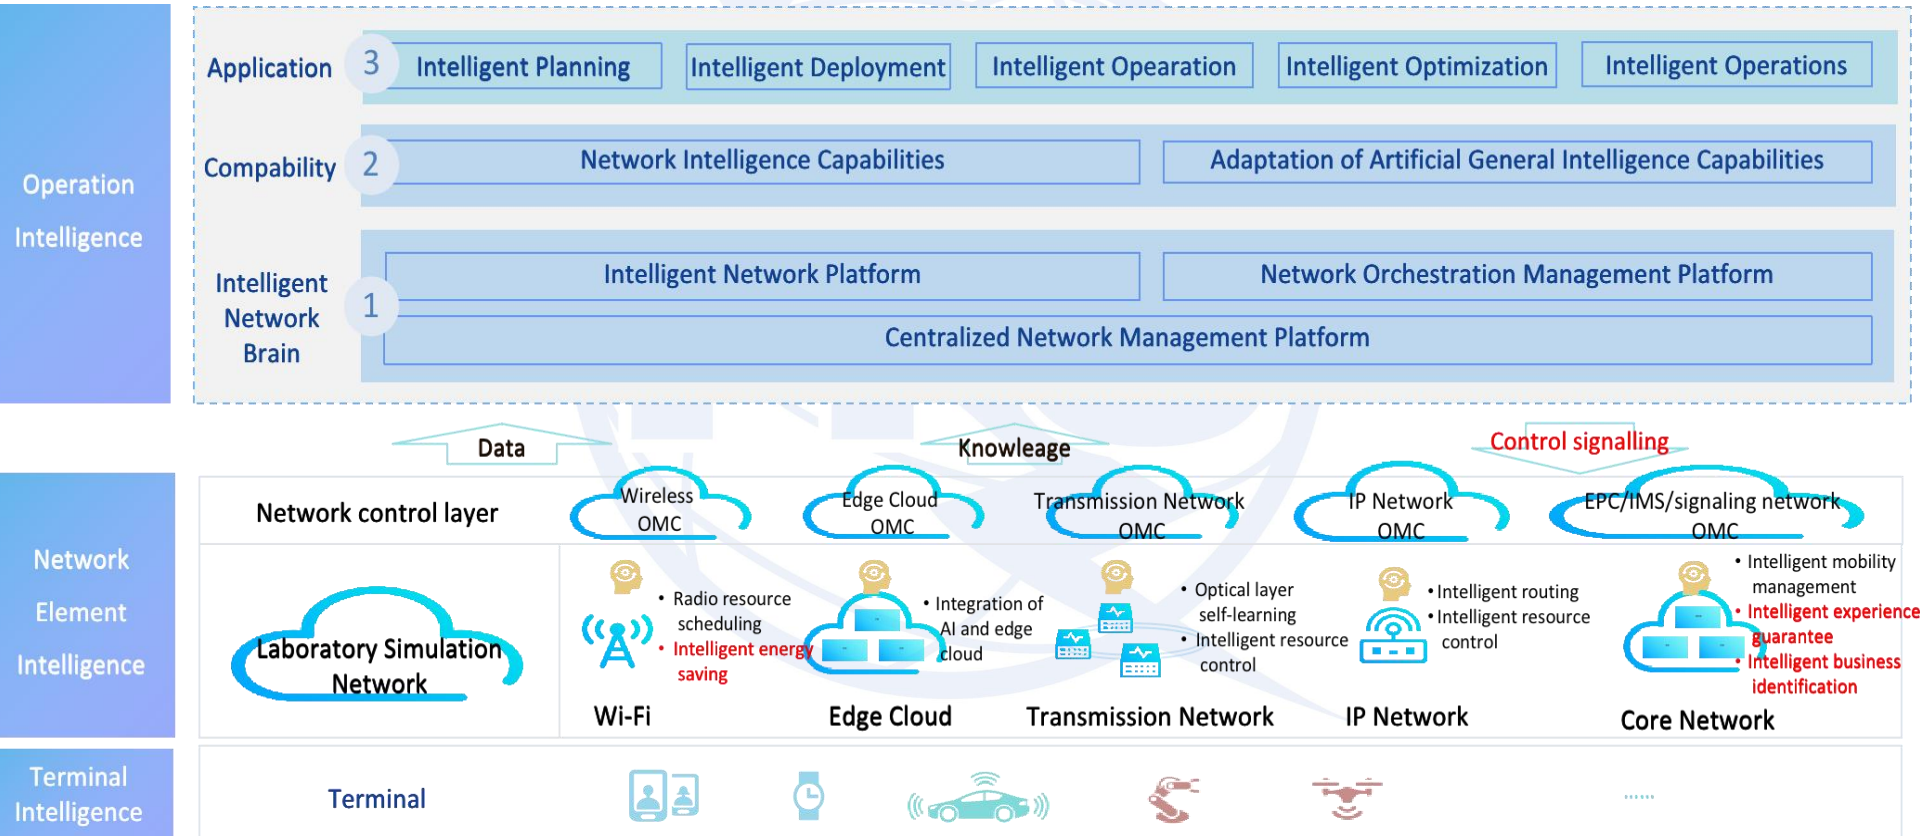 Operation
Intelligence
Application
3
Intelligent Planning
Intelligent Deployment
Intelligent Opearation
Intelligent Optimization
Intelligent Operations
Compability
2
Network Intelligence Capabilities
Adaptation of Artificial General Intelligence Capabilities
Intelligent
Network
Brain
1
Intelligent Network Platform
Network Orchestration Management Platform
Centralized Network Management Platform
Data
Knowleage
Control signalling
Network
Element
Intelligence
Network control layer
Wireless
OMC
Edge Cloud
OMC
Transmission Network
OMC
IP Network
OMC
EPC/IMS/signaling network
OMC
Laboratory Simulation
Network
• Radio resource
scheduling
• Intelligent energy
saving
Wi-Fi
• Integration of
AI and edge
cloud
Edge Cloud
• Optical layer
self-learning
• Intelligent resource
control
Transmission Network
• Intelligent routing
• Intelligent resource
control
IP Network
• Intelligent mobility
management
• Intelligent experience
guarantee
• Intelligent business
identification
Core Network
Terminal
Intelligence
Terminal
......